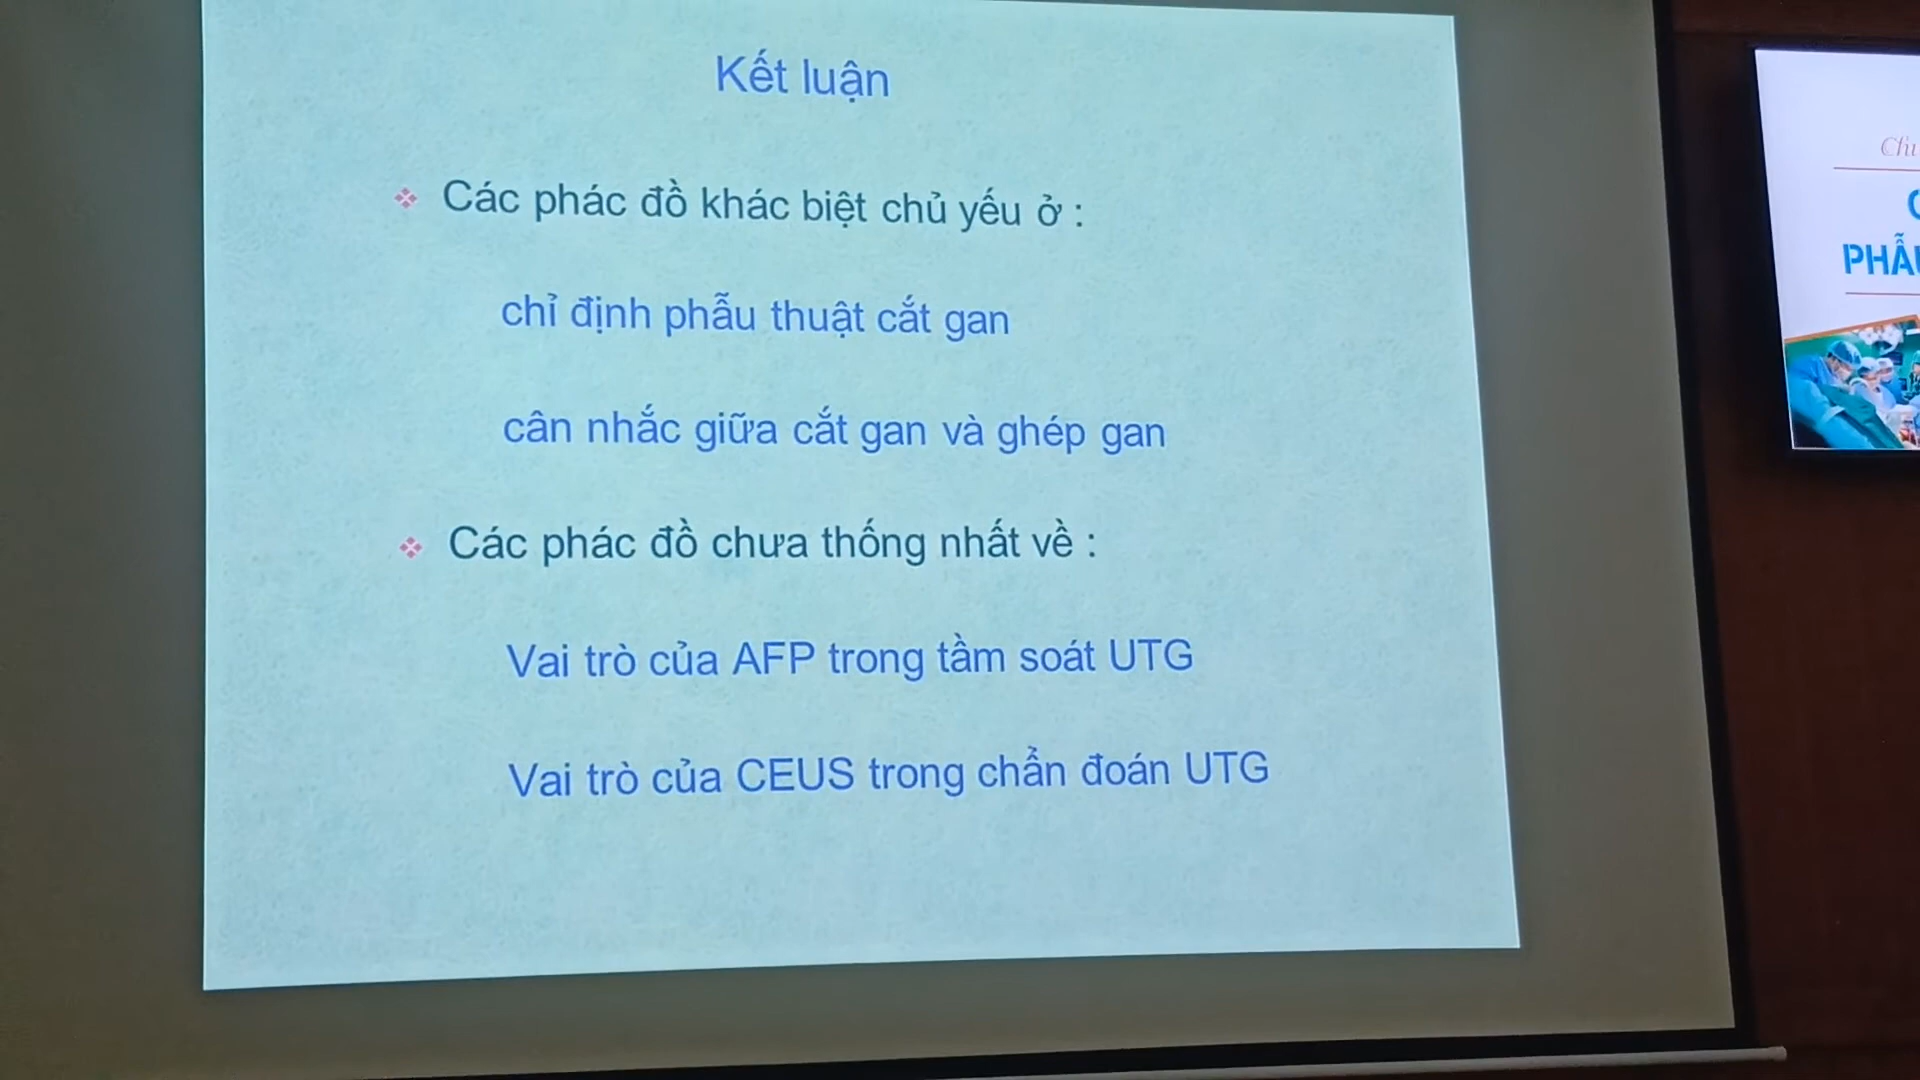 Kết luận
❖ Các phác đồ khác biệt chủ yếu ở :
chỉ định phẫu thuật cắt gan
cân nhắc giữa cắt gan và ghép gan
❖ Các phác đồ chưa thống nhất về :
Vai trò của AFP trong tầm soát UTG
Vai trò của CEUS trong chẩn đoán UTG